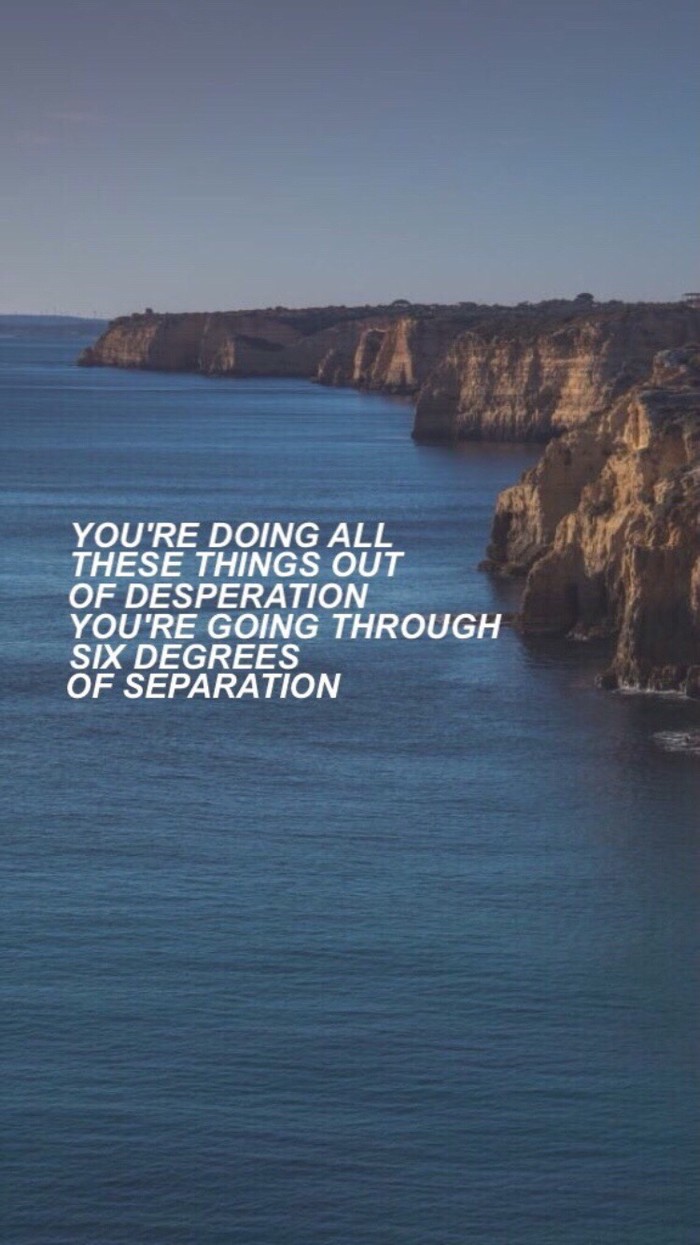 YOU'RE DOING ALL
THESE THINGS OUT
OF DESPERATION
YOU'RE GOING THROUGH
SIX DEGREES
OF SEPARATION